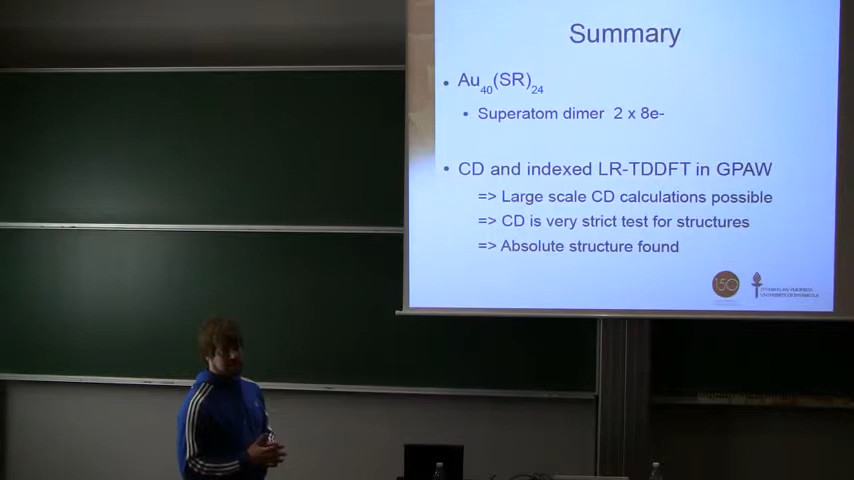 Summary
• Au40(SR)24
• Superatom dimer 2 x 8e-
• CD and indexed LR-TDDFT in GPAW
=> Large scale CD calculations possible
=> CD is very strict test for structures
=> Absolute structure found
150